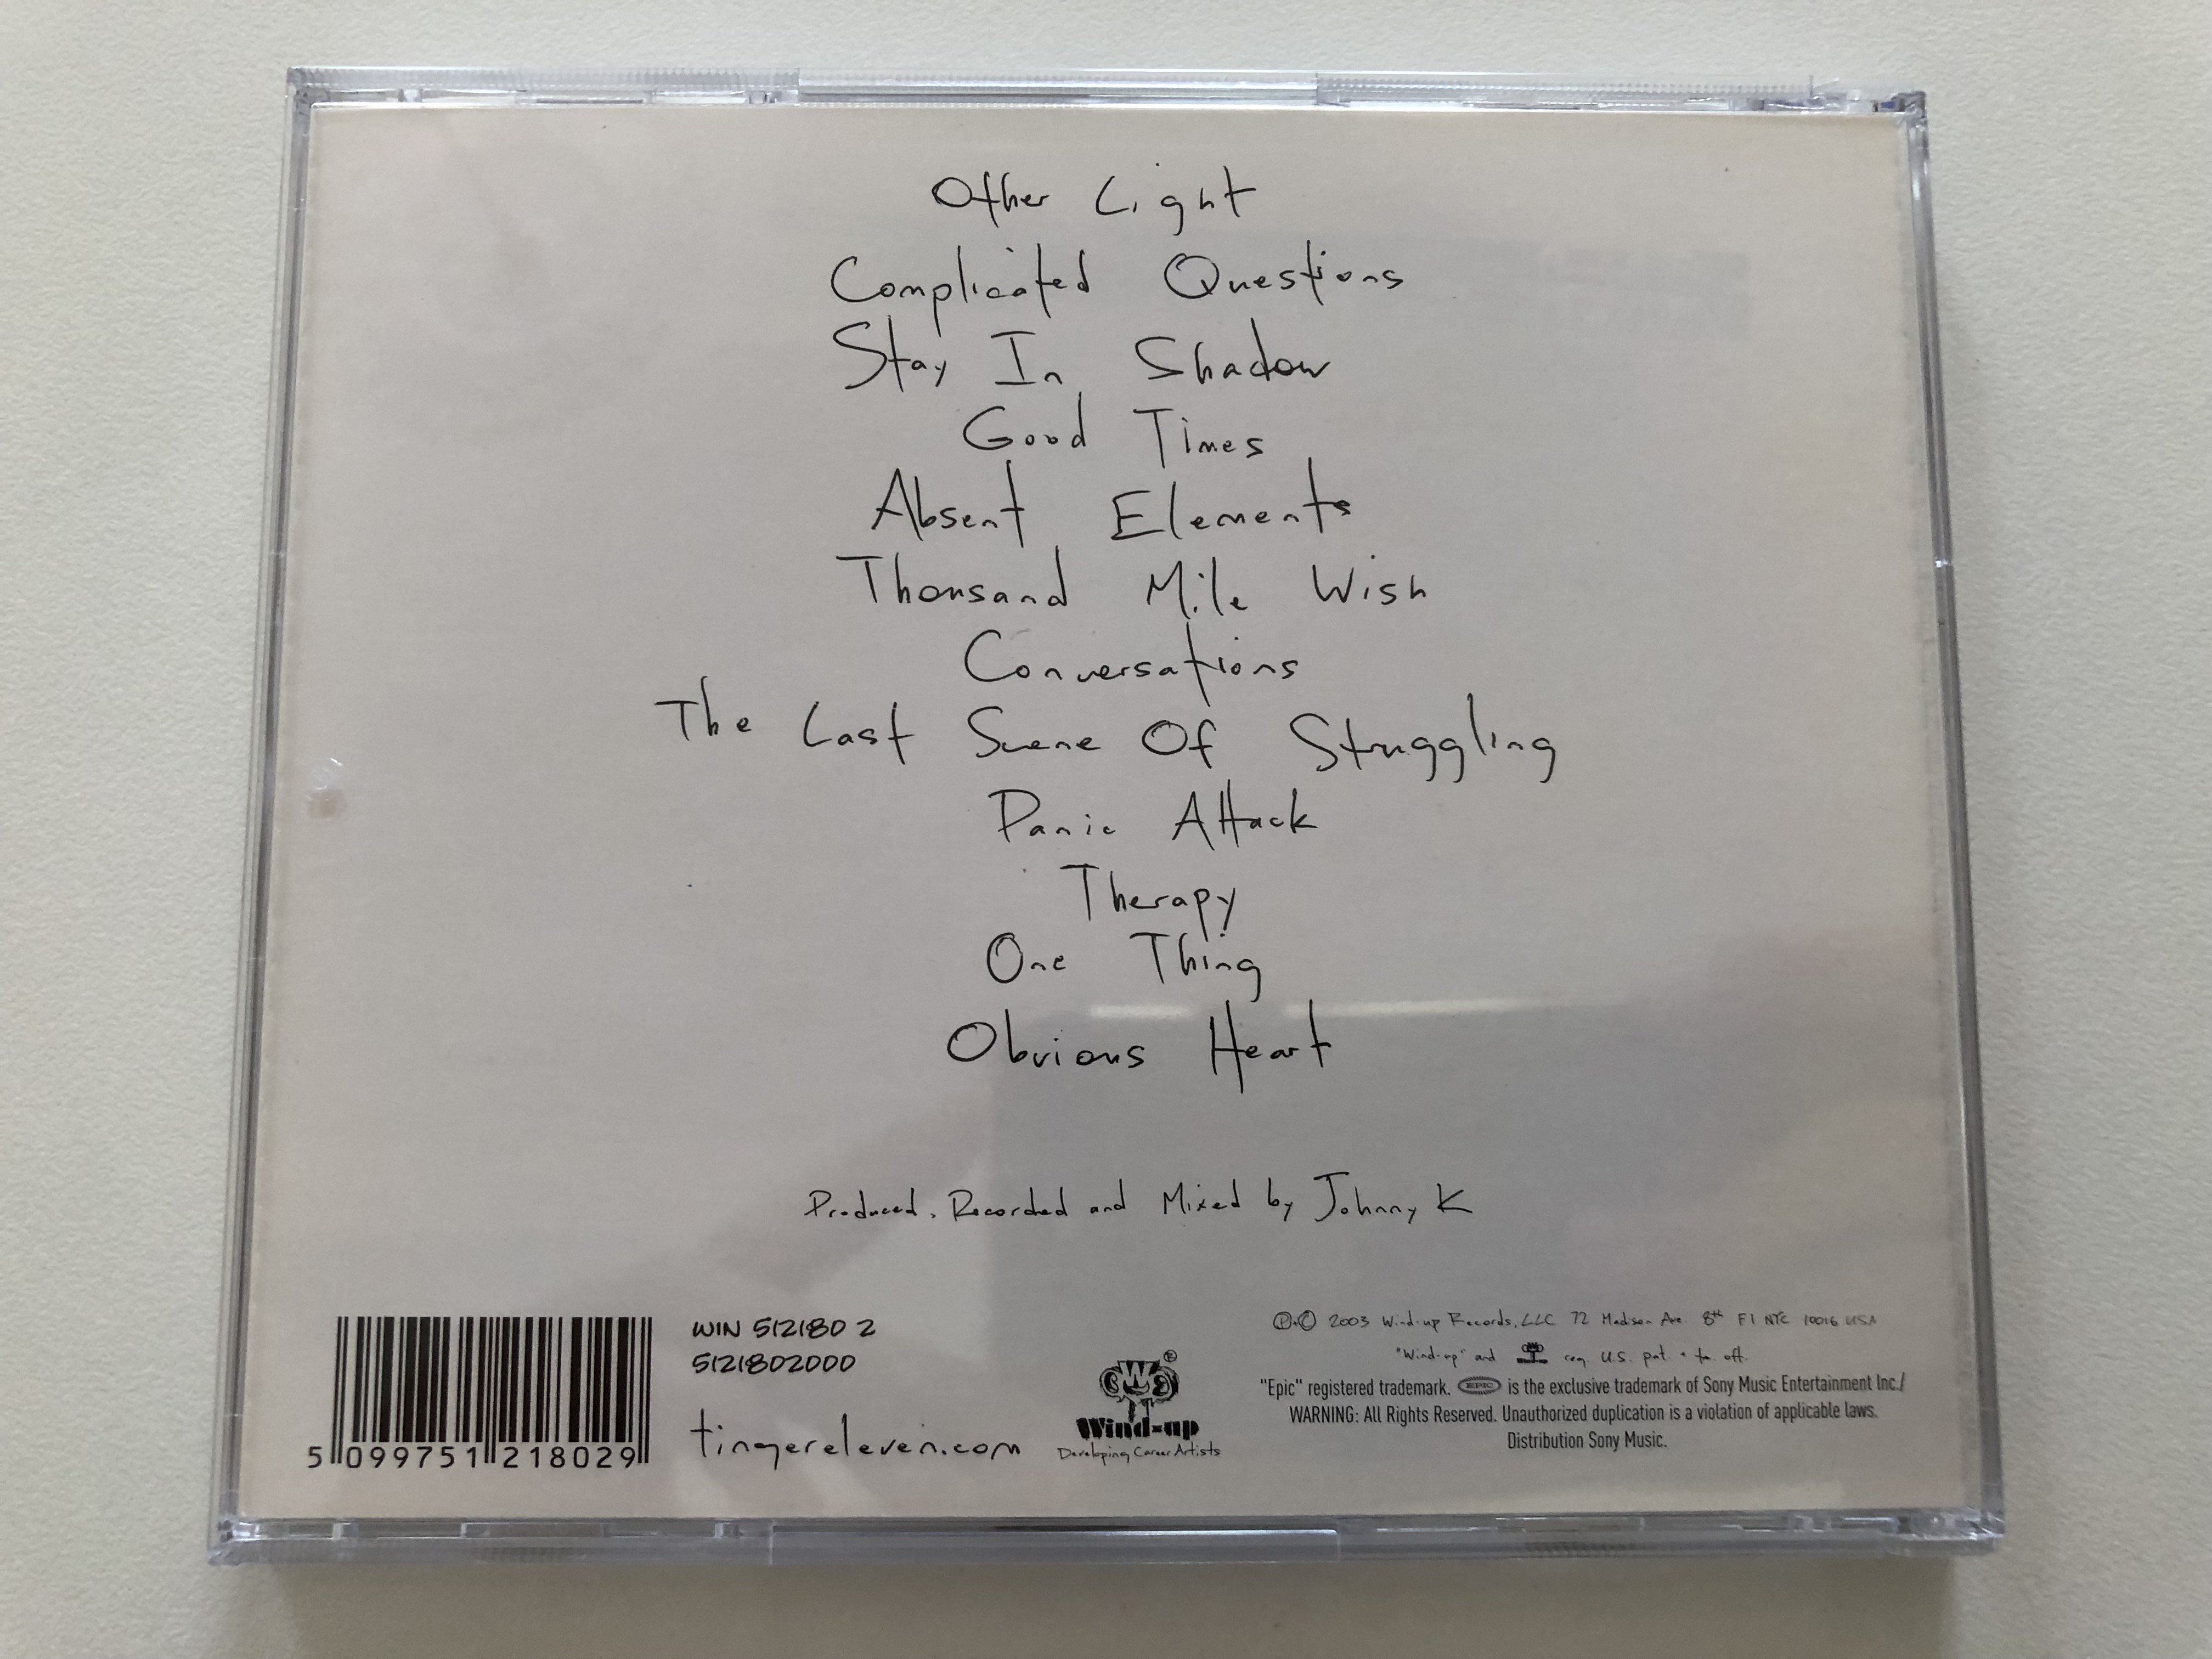 Other Light
Complicated Questions
Stay In Shadow
Good Times
Absent Elements
Thousand Mile Wish
Conversations
The Last Scene Of Struggling
Panic Attack
Therapy
One Thing
Obvious Heart
Produced, Recorded and Mixed by Johnny K
WIN 512180 2
5121802000
fingereleven.com
5 099751 218029
Wind-up ®
Developing Career Artists
℗© 2003 Wind-up Records, LLC 72 Madison Ave. 8th Fl NYC 10016 USA
"Wind-up" and reg. U.S. pat. + tm. off.
"Epic" registered trademark. EPIC is the exclusive trademark of Sony Music Entertainment Inc./
WARNING: All Rights Reserved. Unauthorized duplication is a violation of applicable laws.
Distribution Sony Music.